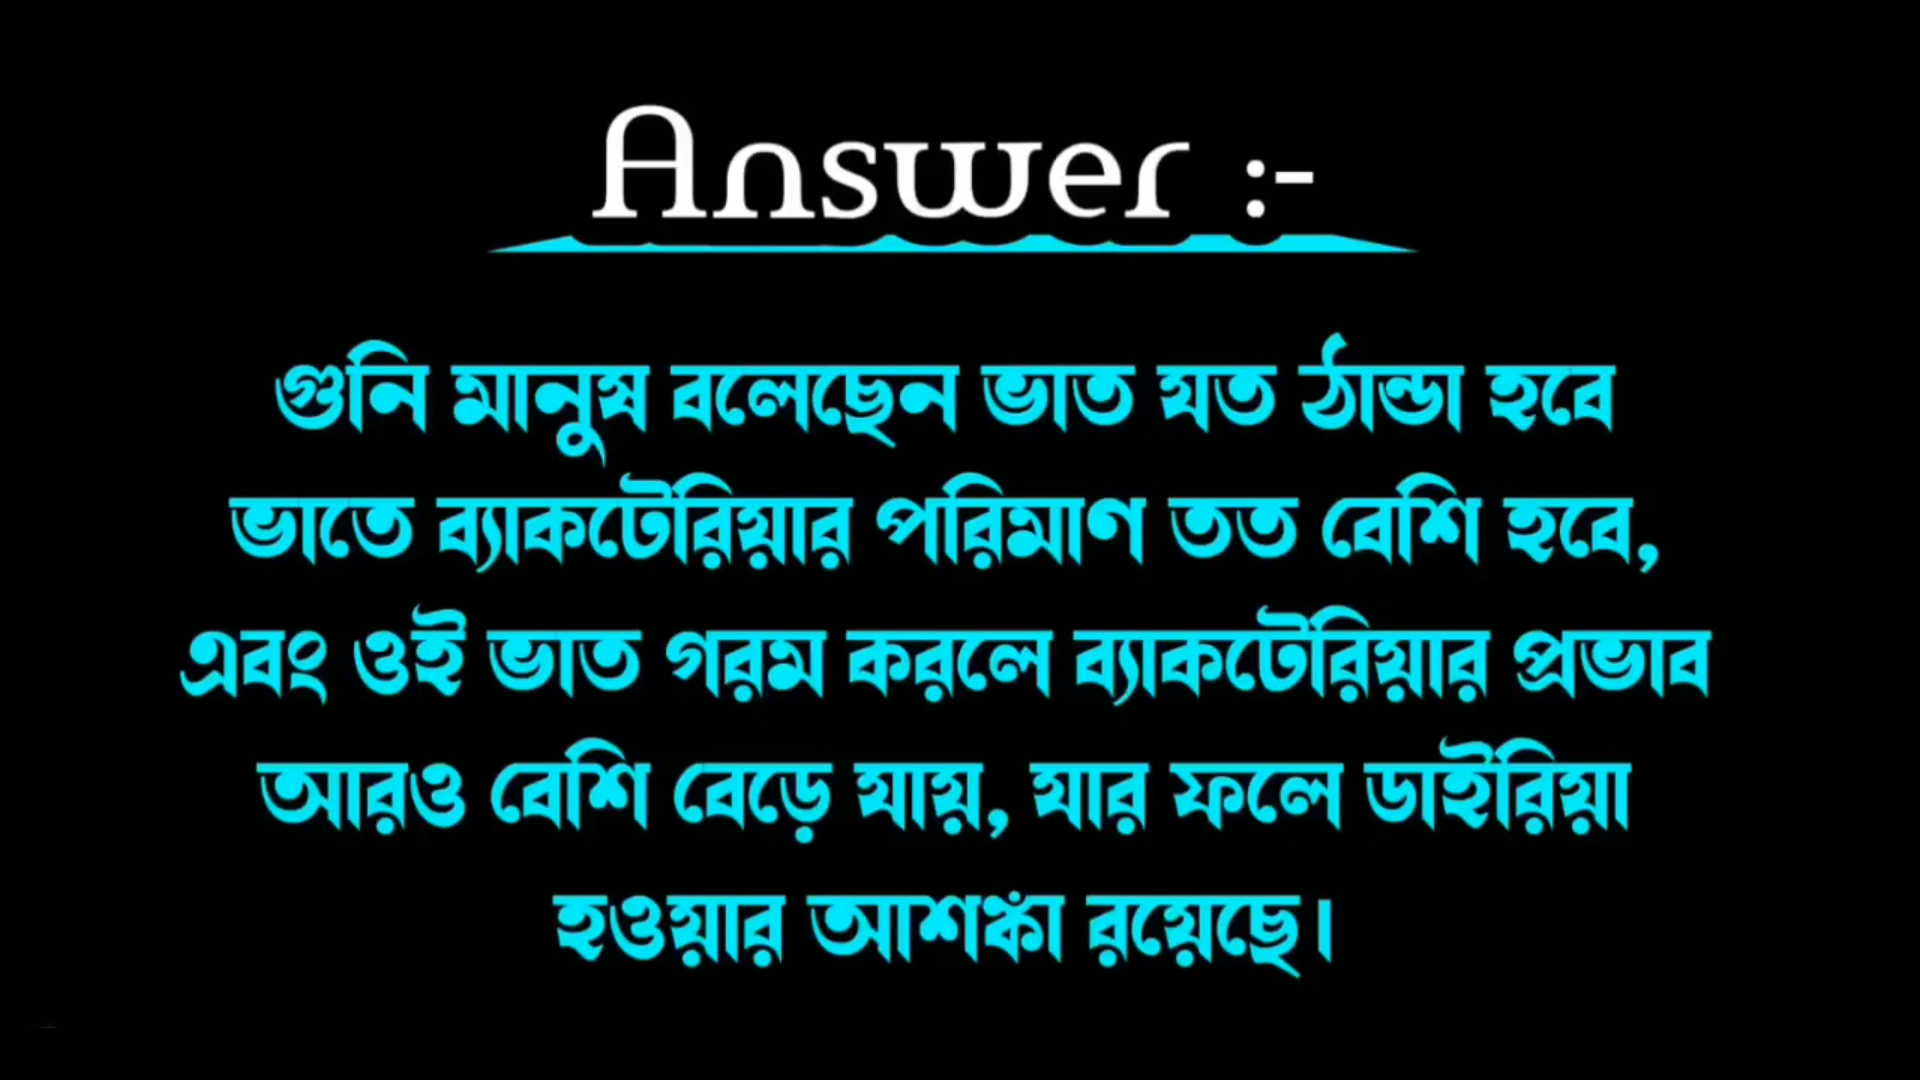 Answer :-
গুনি মানুষ বলেছেন ভাত যত ঠান্ডা হবে
ভাতে ব্যাকটেরিয়ার পরিমাণ তত বেশি হবে,
এবং ওই ভাত গরম করলে ব্যাকটেরিয়ার প্রভাব
আরও বেশি বেড়ে যায়, যার ফলে ডাইরিয়া
হওয়ার আশঙ্কা রয়েছে।